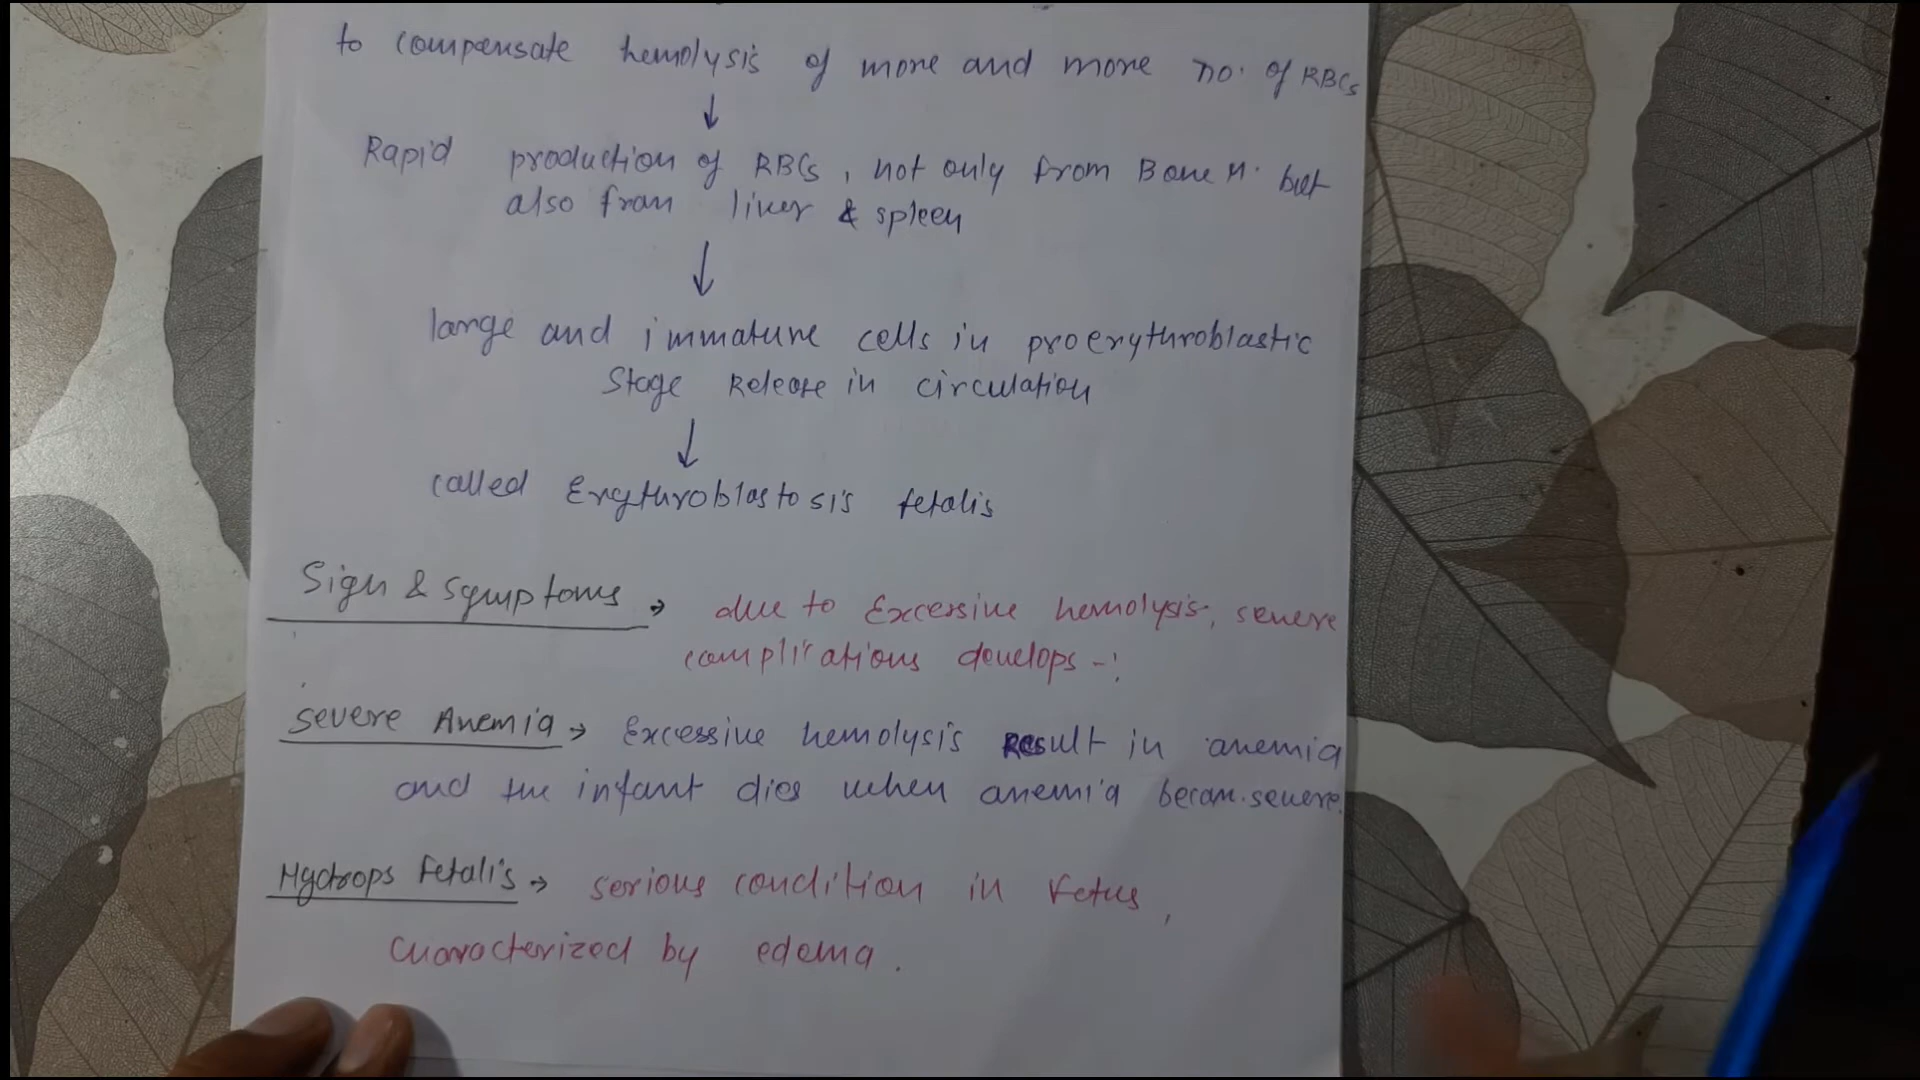 to compensate hemolysis of more and more no. of RBCs
↓
Rapid production of RBCs, not only from Bone M. but
also from liver & spleen
↓
large and immature cells in proerythroblastic
Stage Release in circulation
↓
called Erythroblastosis fetalis
Sign & Symptoms → due to Excessive hemolysis, severe
complications develops -:
Severe Anemia → Excessive hemolysis Result in anemia
and the infant dies when anemia becom. severe.
Hydrops Fetalis → serious condition in Fetus,
characterized by edema.